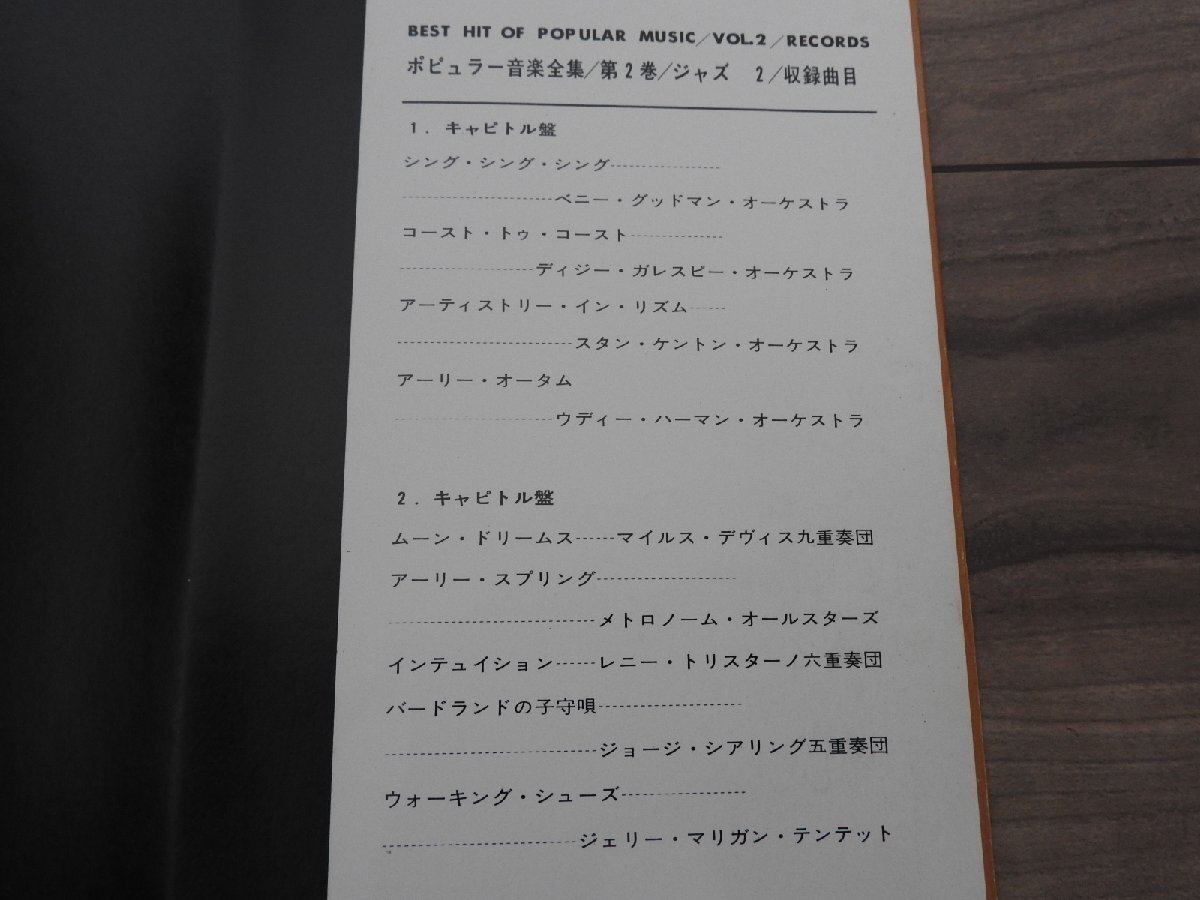 BEST HIT OF POPULAR MUSIC/VOL.2/RECORDS
ポピュラー音楽全集/第2巻/ジャズ 2/収録曲目
1. キャピトル盤
シング・シング・シング
ベニー・グッドマン・オーケストラ
コースト・トゥ・コースト
ディジー・ガレスピー・オーケストラ
アーティストリー・イン・リズム
スタン・ケントン・オーケストラ
アーリー・オータム
ウディー・ハーマン・オーケストラ
2. キャピトル盤
ムーン・ドリームス……マイルス・デヴィス九重奏団
アーリー・スプリング
メトロノーム・オールスターズ
インテュイション……レニー・トリスターノ六重奏団
バードランドの子守唄
ジョージ・シアリング五重奏団
ウォーキング・シューズ
ジェリー・マリガン・テンテット